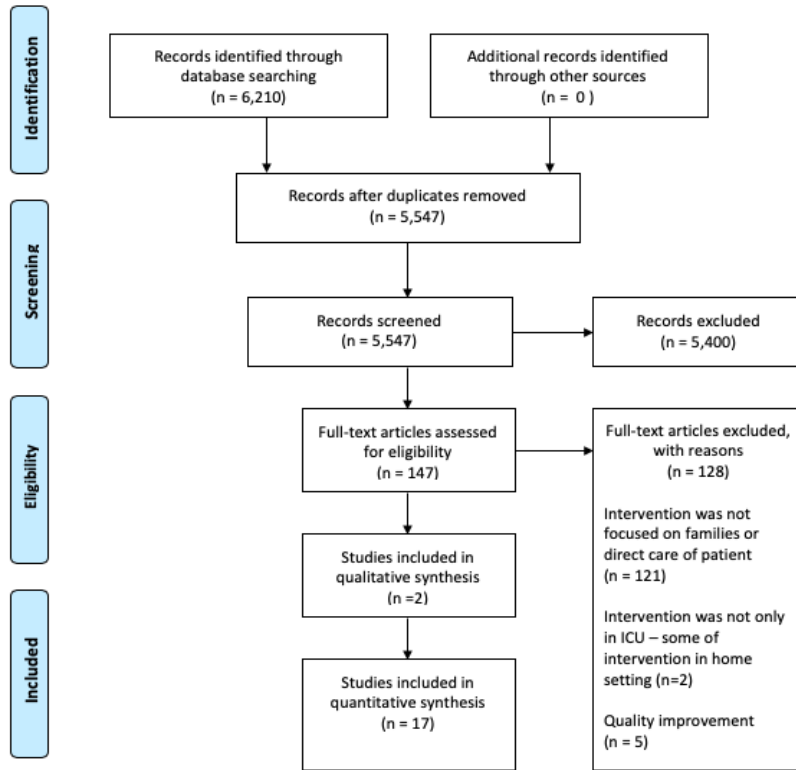 Identification
Records identified through
database searching
(n = 6,210)
Additional records identified
through other sources
(n =  0 )
Records after duplicates removed
(n = 5,547)
Screening
Records screened
(n = 5,547)
Records excluded
(n = 5,400)
Eligibility
Full-text articles assessed
for eligibility
(n = 147)
Full-text articles excluded,
with reasons
(n = 128)
Intervention was not
focused on families or
direct care of patient
(n = 121)
Intervention was not only
in ICU – some of
intervention in home
setting (n=2)
Quality improvement
(n = 5)
Studies included in
qualitative synthesis
(n =2)
Included
Studies included in
quantitative synthesis
(n = 17)